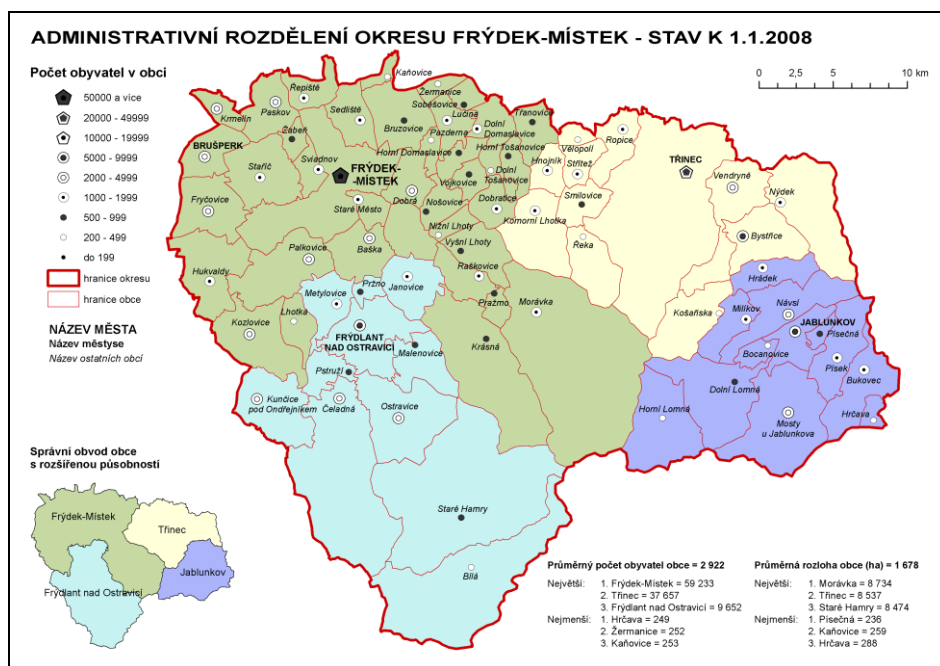 ADMINISTRATIVNÍ ROZDĚLENÍ OKRESU FRÝDEK-MÍSTEK - STAV K 1.1.2008
Počet obyvatel v obci
50000 a více
20000 - 49999
10000 - 19999
5000 - 9999
2000 - 4999
1000 - 1999
500 - 999
200 - 499
do 199
hranice okresu
hranice obce
NÁZEV MĚSTA
Název městyse
Název ostatních obcí
0 2,5 5 10 km
Kaňovice
Řepiště
Žermanice
Paskov
Sedliště
Soběšovice
Krmelín
Lučina
Třanovice
Žabeň
Bruzovice
Pazderna
Dolní
Domaslavice
Ropice
BRUŠPERK
Horní Domaslavice
Horní Tošanovice
Vělopolí
Staříč
Sviadnov
FRÝDEK-
-MÍSTEK
Hnojník
Střítež
TŘINEC
Vojkovice
Dolní
Tošanovice
Vendryně
Nýdek
Fryčovice
Staré Město
Dobrá
Nošovice
Dobratice
Smilovice
Komorní Lhotka
Nižní Lhoty
Bystřice
Palkovice
Baška
Vyšní Lhoty
Řeka
Hukvaldy
Raškovice
Hrádek
Metylovice
Pržno
Janovice
Pražmo
Morávka
Košařiska
Milíkov
Návsí
Lhotka
Kozlovice
FRÝDLANT
NAD OSTRAVICÍ
Krásná
JABLUNKOV
Písečná
Malenovice
Bocanovice
Pstruží
Písek
Bukovec
Dolní Lomná
Kunčice
pod Ondřejníkem
Čeladná
Ostravice
Horní Lomná
Mosty
u Jablunkova
Hrčava
Staré Hamry
Bílá
Správní obvod obce
s rozšířenou působností
Frýdek-Místek
Třinec
Jablunkov
Frýdlant nad Ostravicí
Průměrný počet obyvatel obce = 2 922
Největší: 1. Frýdek-Místek = 59 233
2. Třinec = 37 657
3. Frýdlant nad Ostravicí = 9 652
Nejmenší: 1. Hrčava = 249
2. Žermanice = 252
3. Kaňovice = 253
Průměrná rozloha obce (ha) = 1 678
Největší: 1. Morávka = 8 734
2. Třinec = 8 537
3. Staré Hamry = 8 474
Nejmenší: 1. Písečná = 236
2. Kaňovice = 259
3. Hrčava = 288